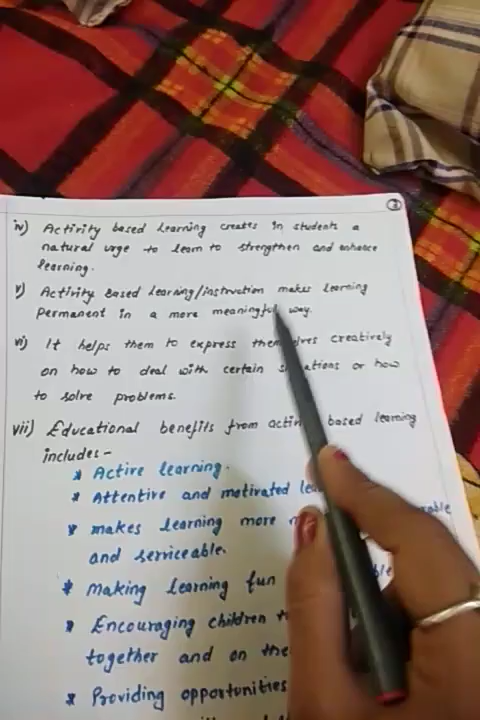 2
iv) Activity based learning creates in students a
natural urge to learn to strengthen and enhance
learning.
v) Activity Based learning/instruction makes learning
permanent in a more meaningful way.
vi) It helps them to express themselves creatively
on how to deal with certain situations or how
to solve problems.
vii) Educational benefits from based learning
includes-
* Active learning.
* Attentive and motivated
* makes learning more
and serviceable.
* Making learning fun
* Encouraging children
together and on the
* Providing opportunities